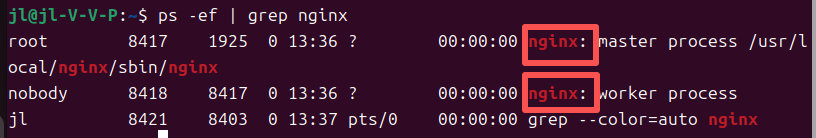 jl@jl-V-V-P:~$ ps -ef | grep nginx
root        8417    1925  0 13:36 ?        00:00:00 nginx: master process /usr/l
ocal/nginx/sbin/nginx
nobody      8418    8417  0 13:36 ?        00:00:00 nginx: worker process
jl          8421    8403  0 13:37 pts/0    00:00:00 grep --color=auto nginx